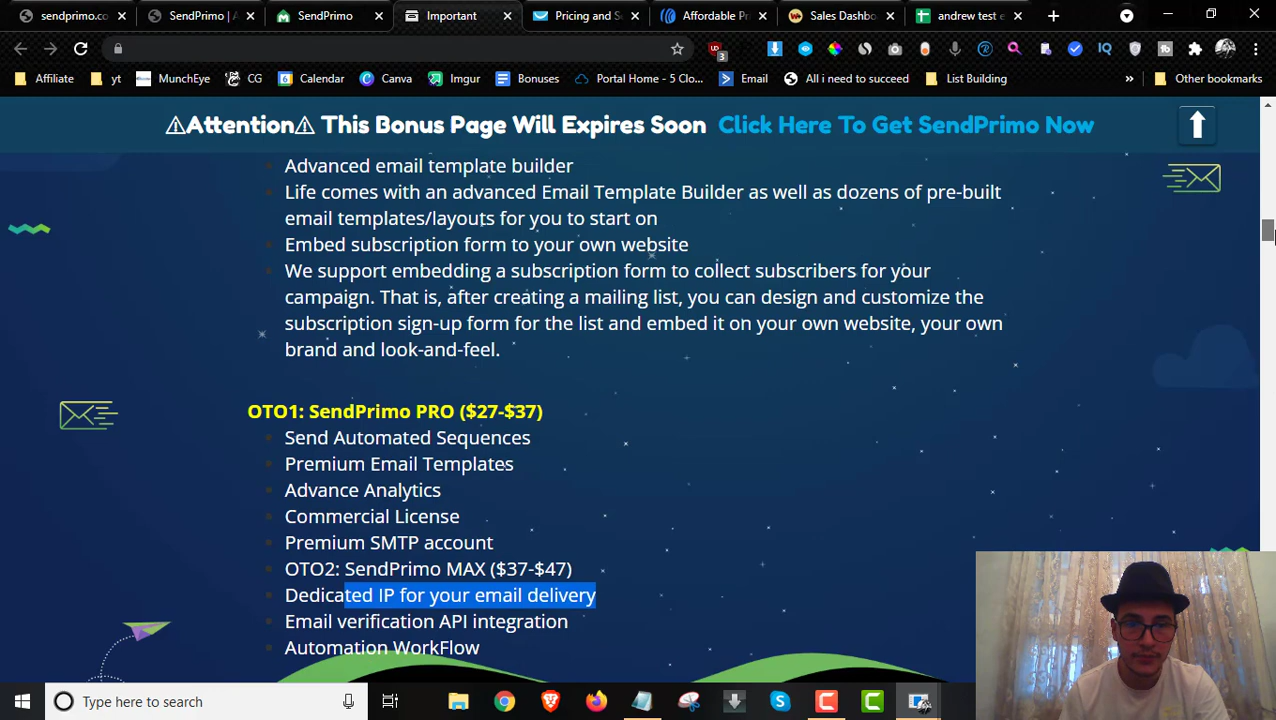 sendprimo.co
SendPrimo | A
SendPrimo
Important
Pricing and S
Affordable Pr
Sales Dashbo
andrew test e
3
Affiliate
yt
MunchEye
CG
Calendar
Canva
Imgur
Bonuses
Portal Home - 5 Clo...
Email
All i need to succeed
List Building
»
Other bookmarks
⚠Attention⚠ This Bonus Page Will Expires Soon Click Here To Get SendPrimo Now
Advanced email template builder
Life comes with an advanced Email Template Builder as well as dozens of pre-built
email templates/layouts for you to start on
Embed subscription form to your own website
We support embedding a subscription form to collect subscribers for your
campaign. That is, after creating a mailing list, you can design and customize the
subscription sign-up form for the list and embed it on your own website, your own
brand and look-and-feel.
OTO1: SendPrimo PRO ($27-$37)
Send Automated Sequences
Premium Email Templates
Advance Analytics
Commercial License
Premium SMTP account
OTO2: SendPrimo MAX ($37-$47)
Dedicated IP for your email delivery
Email verification API integration
Automation WorkFlow
Type here to search